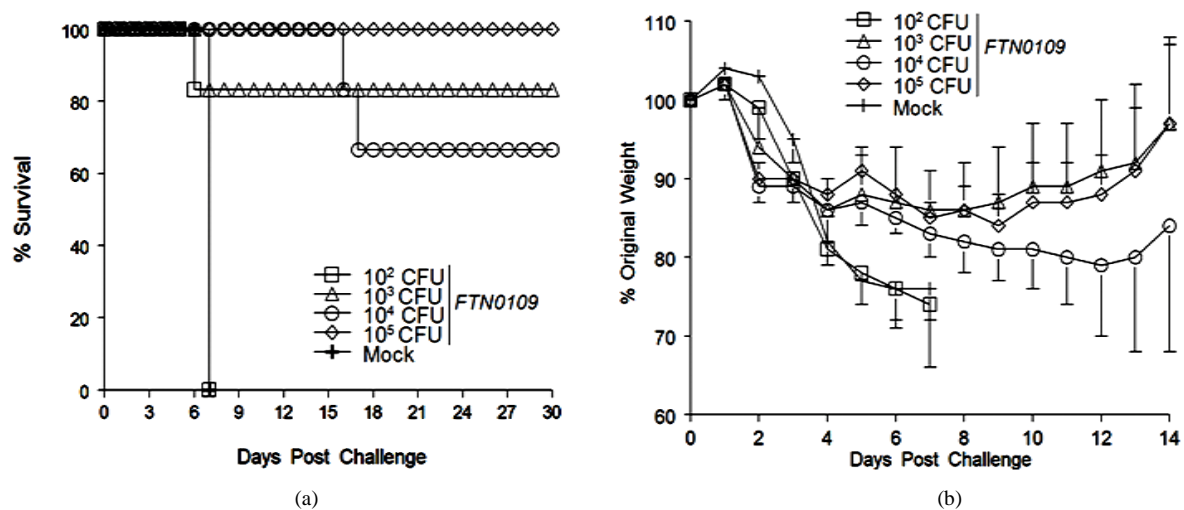 100
80
60
40
20
0
% Survival
10² CFU
10³ CFU
10⁴ CFU
10⁵ CFU
Mock
FTN0109
0 3 6 9 12 15 18 21 24 27 30
Days Post Challenge
(a)
110
100
90
80
70
60
% Original Weight
10² CFU
10³ CFU
10⁴ CFU
10⁵ CFU
Mock
FTN0109
0 2 4 6 8 10 12 14
Days Post Challenge
(b)